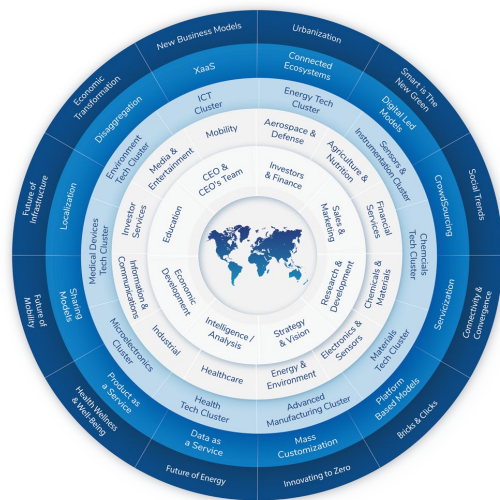 New Business Models
Urbanization
Smart is The
New Green
Social Trends
Connectivity &
Convergence
Bricks & Clicks
Innovating to Zero
Future of Energy
Health Wellness
& Well-Being
Future of
Mobility
Future of
Infrastructure
Economic
Transformation
XaaS
Connected
Ecosystems
Digital Led
Models
CrowdSourcing
Servicization
Platform
Based Models
Mass
Customization
Data as
a Service
Product as
a Service
Sharing
Models
Localization
Disaggregation
ICT
Cluster
Energy Tech
Cluster
Sensors &
Instrumentation Cluster
Chemcials
Tech Cluster
Materials
Tech Cluster
Advanced
Manufacturing Cluster
Health
Tech Cluster
Microelectronics
Cluster
Medical Devices
Tech Cluster
Environment
Tech Cluster
Mobility
Aerospace &
Defense
Agriculture &
Nutrition
Financial
Services
Chemicals &
Materials
Electronics &
Sensors
Energy &
Environment
Healthcare
Industrial
Information &
Communications
Investor
Services
Media &
Entertainment
CEO &
CEO's Team
Investors
& Finance
Sales &
Marketing
Research &
Development
Strategy
& Vision
Intelligence /
Analysis
Economic
Development
Education